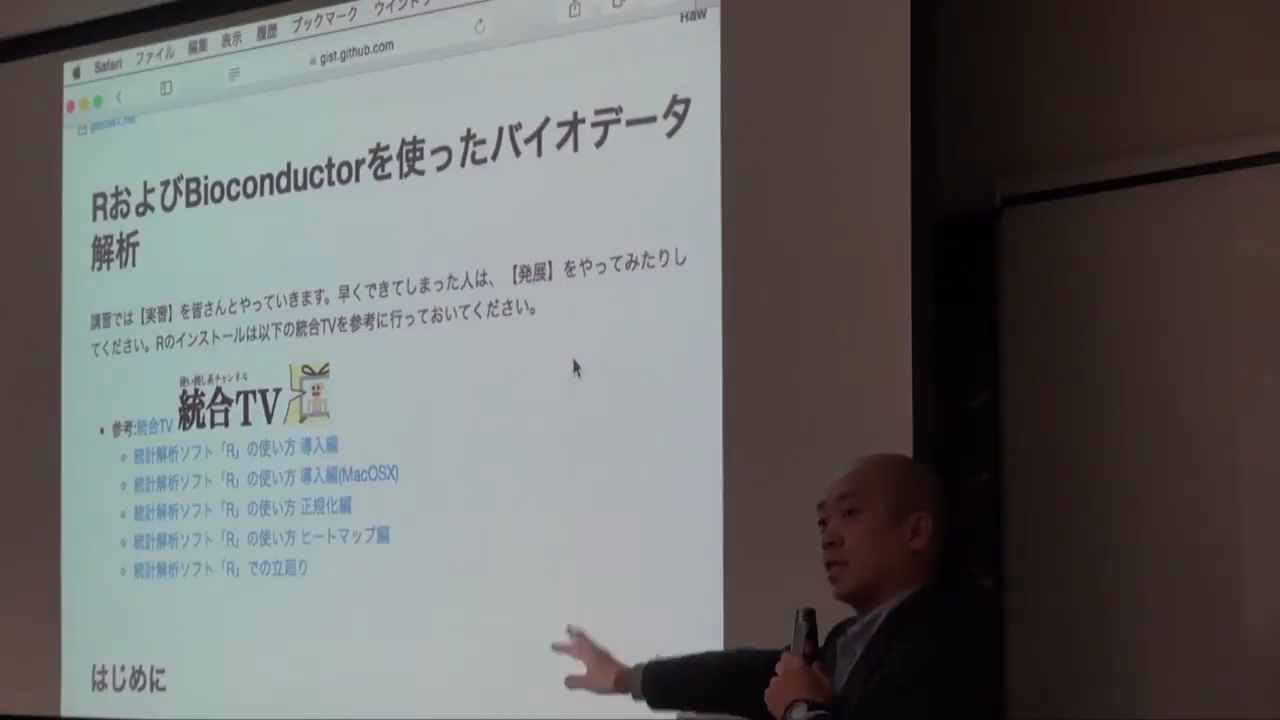 Safari ファイル 編集 表示 履歴 ブックマーク ウインドウ
gist.github.com
Raw
RおよびBioconductorを使ったバイオデータ
解析
講習では【実習】を皆さんとやっていきます。早くできてしまった人は、【発展】をやってみたりし
てください。Rのインストールは以下の統合TVを参考に行っておいてください。
使い倒し系チャンネル
参考:統合TV 統合TV
統計解析ソフト「R」の使い方 導入編
統計解析ソフト「R」の使い方 導入編(MacOSX)
統計解析ソフト「R」の使い方 正規化編
統計解析ソフト「R」の使い方 ヒートマップ編
統計解析ソフト「R」での立廻り
はじめに